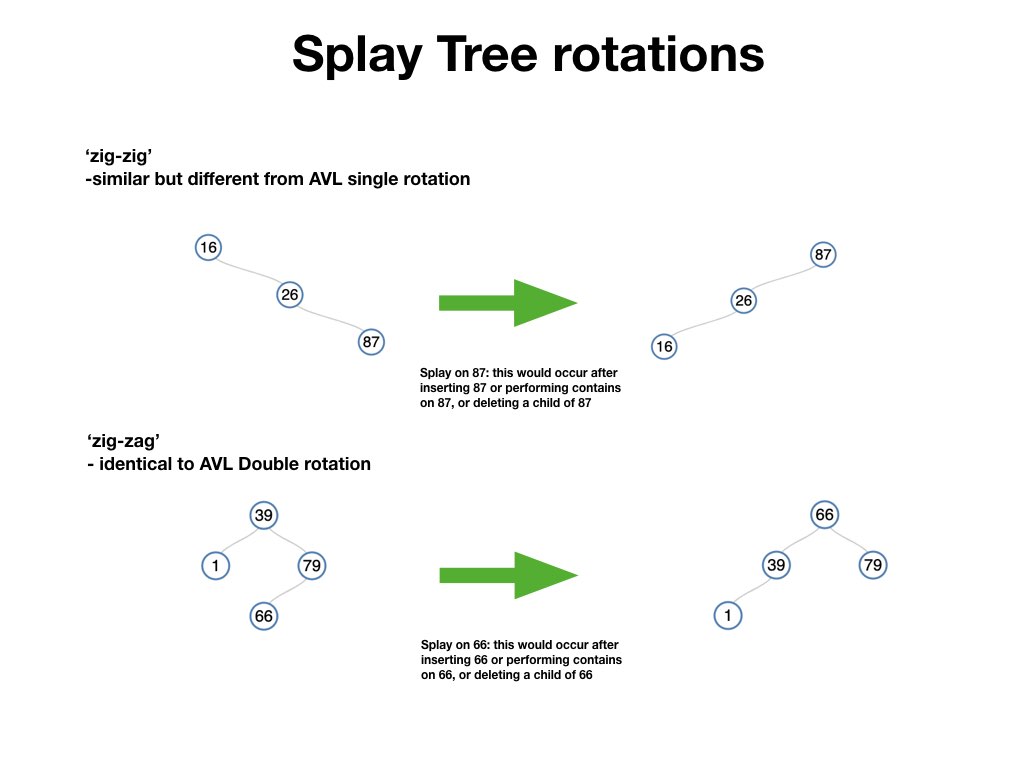 Splay Tree rotations
‘zig-zig’
-similar but different from AVL single rotation
16
26
87
87
26
16
Splay on 87: this would occur after
inserting 87 or performing contains
on 87, or deleting a child of 87
‘zig-zag’
- identical to AVL Double rotation
39
1
79
66
66
39
79
1
Splay on 66: this would occur after
inserting 66 or performing contains
on 66, or deleting a child of 66